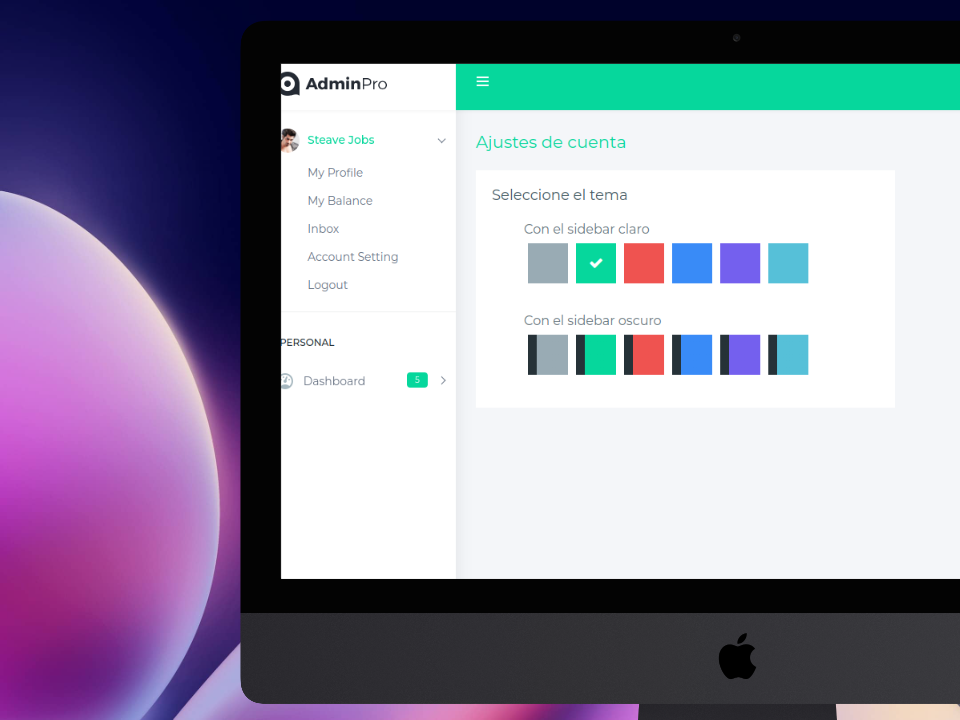 AdminPro
Steave Jobs
My Profile
My Balance
Inbox
Account Setting
Logout
PERSONAL
Dashboard 5
Ajustes de cuenta
Seleccione el tema
Con el sidebar claro
Con el sidebar oscuro